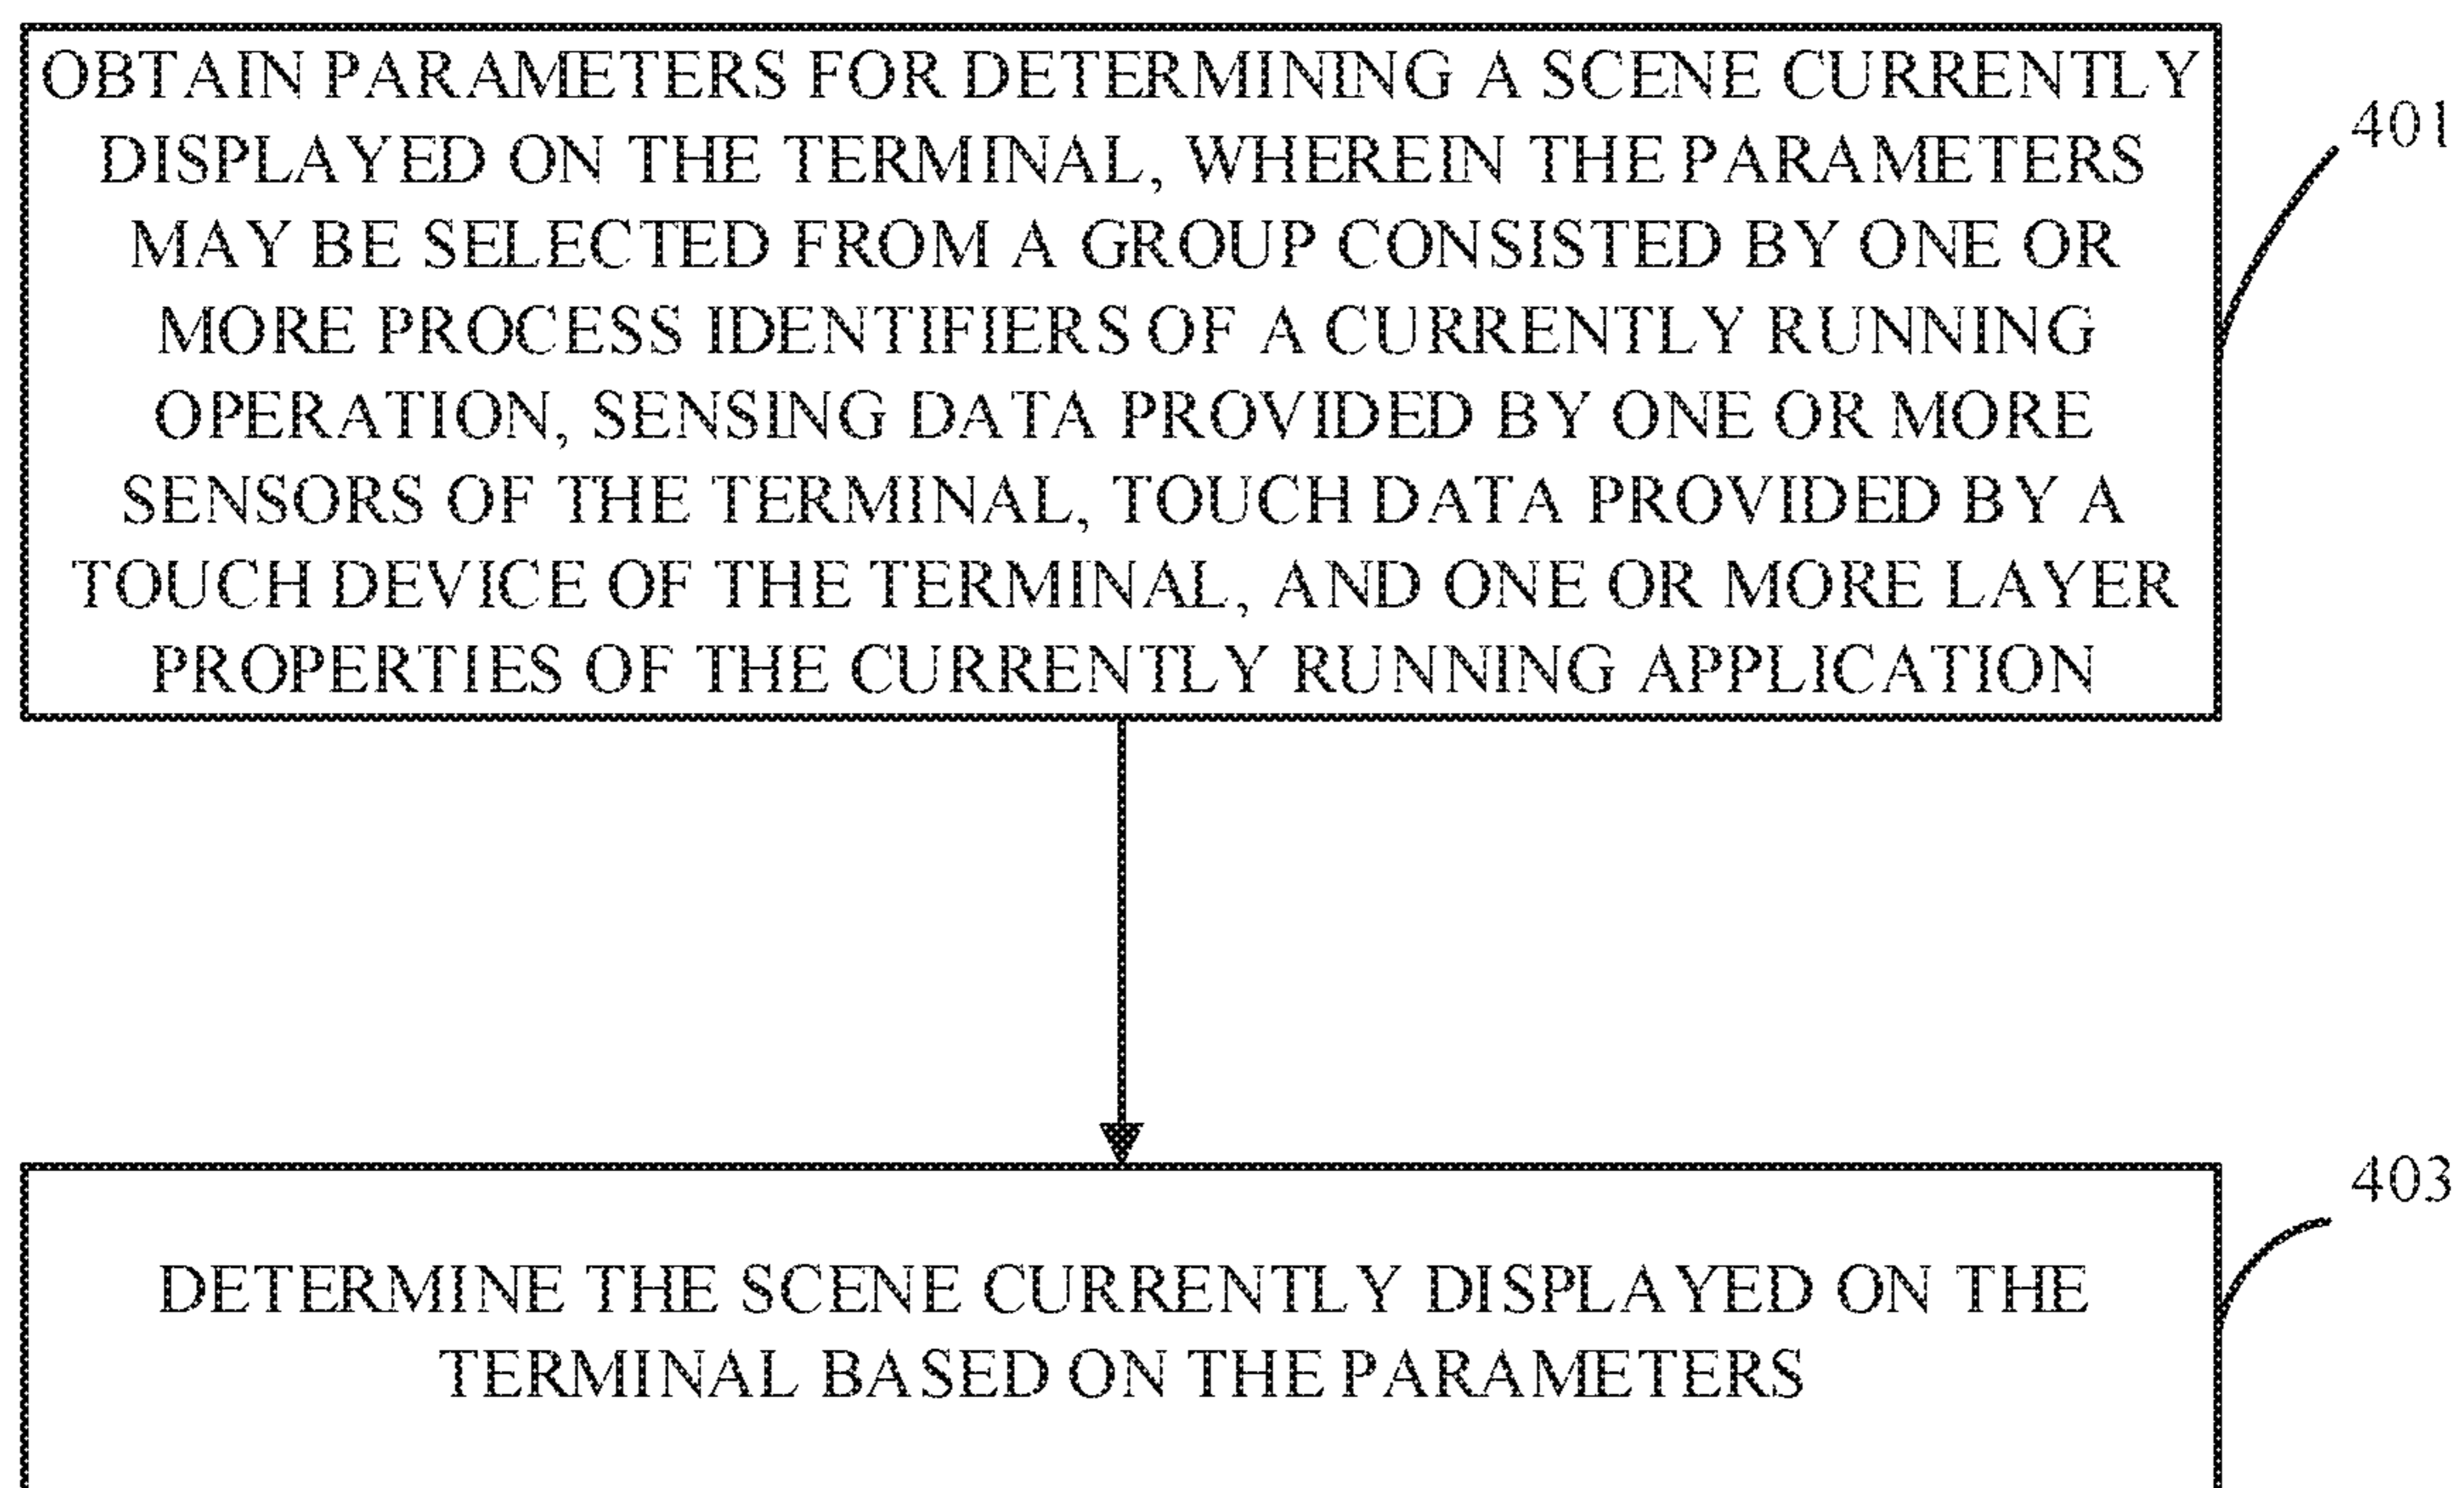 OBTAIN PARAMETERS FOR DETERMINING A SCENE CURRENTLY
DISPLAYED ON THE TERMINAL, WHEREIN THE PARAMETERS
MAY BE SELECTED FROM A GROUP CONSISTED BY ONE OR
MORE PROCESS IDENTIFIERS OF A CURRENTLY RUNNING
OPERATION, SENSING DATA PROVIDED BY ONE OR MORE
SENSORS OF THE TERMINAL, TOUCH DATA PROVIDED BY A
TOUCH DEVICE OF THE TERMINAL, AND ONE OR MORE LAYER
PROPERTIES OF THE CURRENTLY RUNNING APPLICATION
401
DETERMINE THE SCENE CURRENTLY DISPLAYED ON THE
TERMINAL BASED ON THE PARAMETERS
403